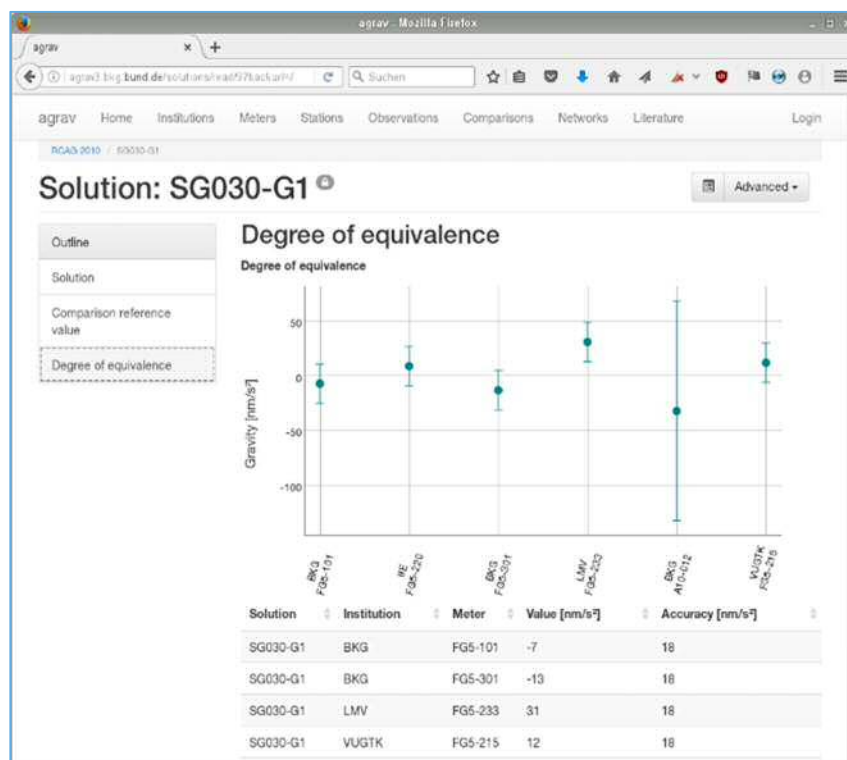 agrav - Mozilla Firefox
agrav × +
Suchen
agrav Home Institutions Meters Stations Observations Comparisons Networks Literature Login
RCAG 2010 / SG030-G1
Solution: SG030-G1
Advanced
Outline
Solution
Comparison reference
value
Degree of equivalence
Degree of equivalence
Degree of equivalence
Gravity [nm/s²]
50
0
-50
-100
BKG
FG5-101
IfE
FG5-220
BKG
FG5-301
LMV
FG5-233
BKG
A10-012
VUGTK
FG5-215
Solution Institution Meter Value [nm/s²] Accuracy [nm/s²]
SG030-G1 BKG FG5-101 -7 18
SG030-G1 BKG FG5-301 -13 18
SG030-G1 LMV FG5-233 31 18
SG030-G1 VUGTK FG5-215 12 18